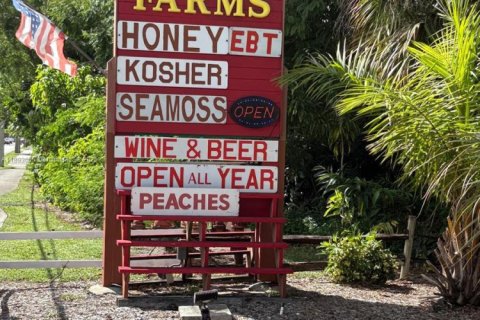 FARMS
HONEY EBT
KOSHER
SEAMOSS
OPEN
WINE & BEER
OPEN ALL YEAR
PEACHES